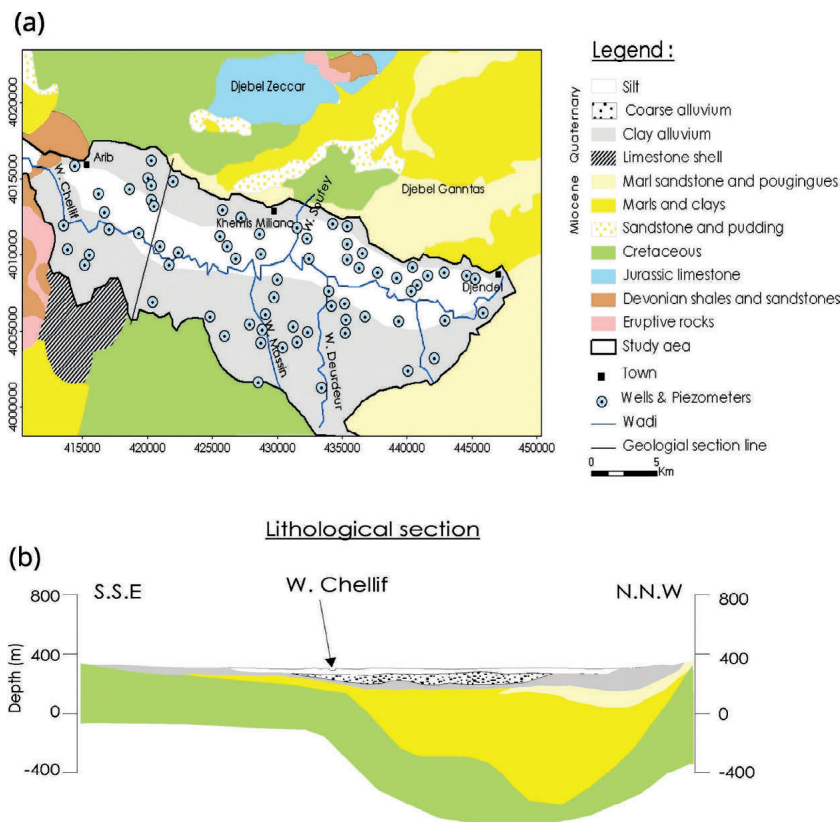 (a)
Djebel Zeccar
Arib
W. Cheliif
Khemis Miliana
W. Soufey
Djebel Ganntas
Djendel
W. Massin
W. Deurdeur
4020000
4015000
4010000
4005000
4000000
415000 420000 425000 430000 435000 440000 445000 450000
Legend :
Quaternary
Miocene
Silt
Coarse alluvium
Clay alluvium
Limestone shell
Marl sandstone and pougingues
Marls and clays
Sandstone and pudding
Cretaceous
Jurassic limestone
Devonian shales and sandstones
Eruptive rocks
Study aea
Town
Wells & Piezometers
Wadi
Geologial section line
0 5
Km
Lithological section
(b)
S.S.E
W. Chellif
N.N.W
Depth (m)
800
400
0
-400
800
400
0
-400